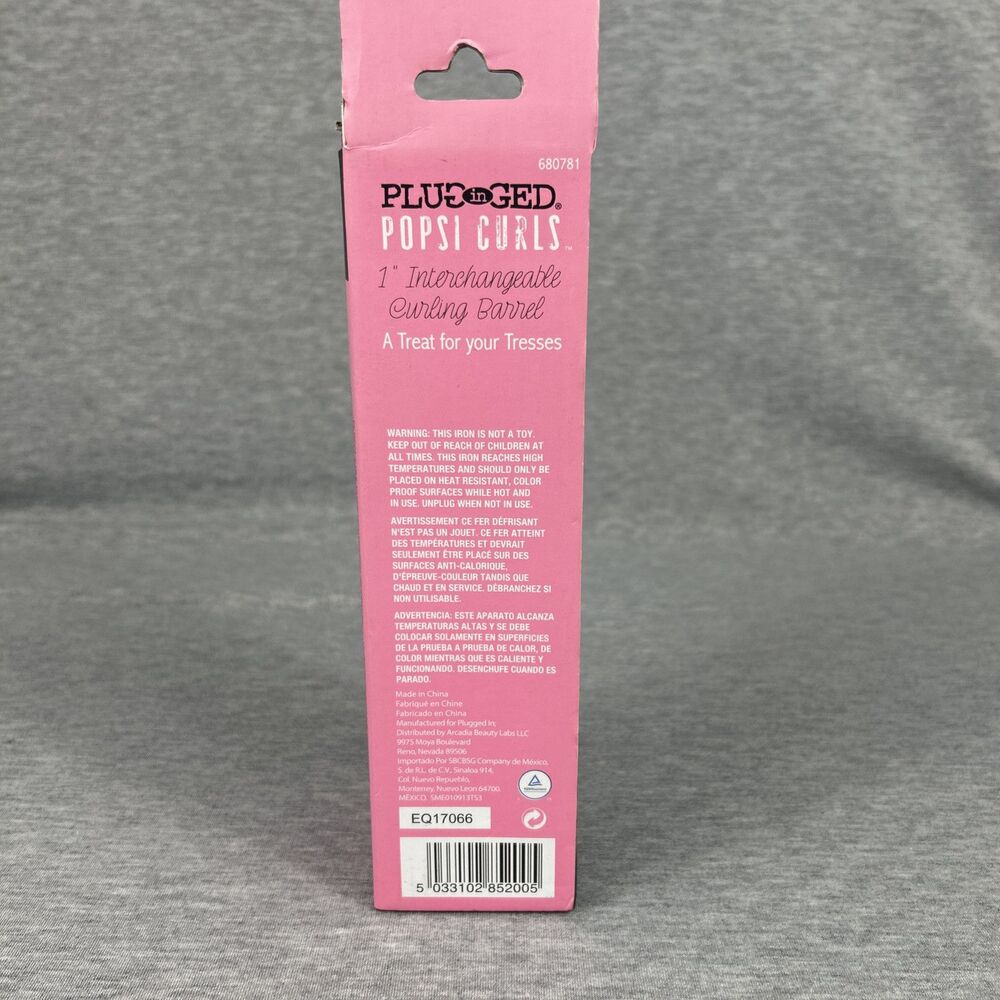 680781
PLUGinGED®
POPSI CURLS™
1" Interchangeable
Curling Barrel
A Treat for your Tresses
WARNING: THIS IRON IS NOT A TOY.
KEEP OUT OF REACH OF CHILDREN AT
ALL TIMES. THIS IRON REACHES HIGH
TEMPERATURES AND SHOULD ONLY BE
PLACED ON HEAT RESISTANT, COLOR
PROOF SURFACES WHILE HOT AND
IN USE. UNPLUG WHEN NOT IN USE.
AVERTISSEMENT CE FER DÉFRISANT
N'EST PAS UN JOUET. CE FER ATTEINT
DES TEMPÉRATURES ET DEVRAIT
SEULEMENT ÊTRE PLACÉ SUR DES
SURFACES ANTI-CALORIQUE,
D'ÉPREUVE-COULEUR TANDIS QUE
CHAUD ET EN SERVICE. DÉBRANCHEZ SI
NON UTILISABLE.
ADVERTENCIA: ESTE APARATO ALCANZA
TEMPERATURAS ALTAS Y SE DEBE
COLOCAR SOLAMENTE EN SUPERFICIES
DE LA PRUEBA A PRUEBA DE CALOR, DE
COLOR MIENTRAS QUE ES CALIENTE Y
FUNCIONANDO. DESENCHUFE CUANDO ES
PARADO.
Made in China
Fabriqué en Chine
Fabricado en China
Manufactured for Plugged In;
Distributed by Arcadia Beauty Labs LLC
9975 Moya Boulevard
Reno, Nevada 89506
Importado Por SBCBSG Company de México,
S. de R.L. de C.V., Sinaloa 914,
Col. Nuevo Repueblo,
Monterrey, Nuevo Leon 64700.
MÉXICO. SME010913TS3
EQ17066
5 033102 852005